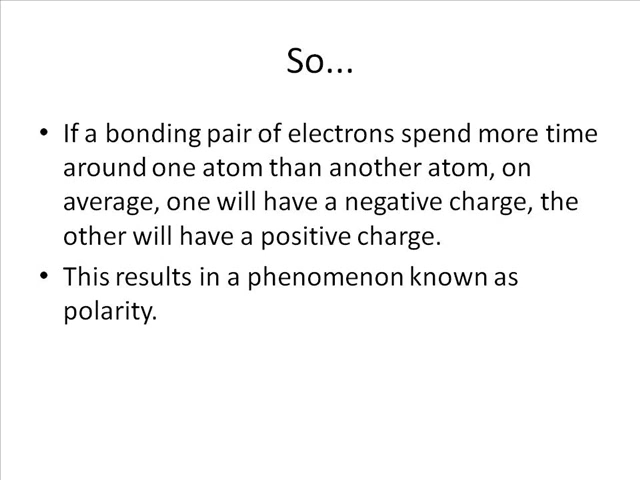 So...
• If a bonding pair of electrons spend more time
around one atom than another atom, on
average, one will have a negative charge, the
other will have a positive charge.
• This results in a phenomenon known as
polarity.